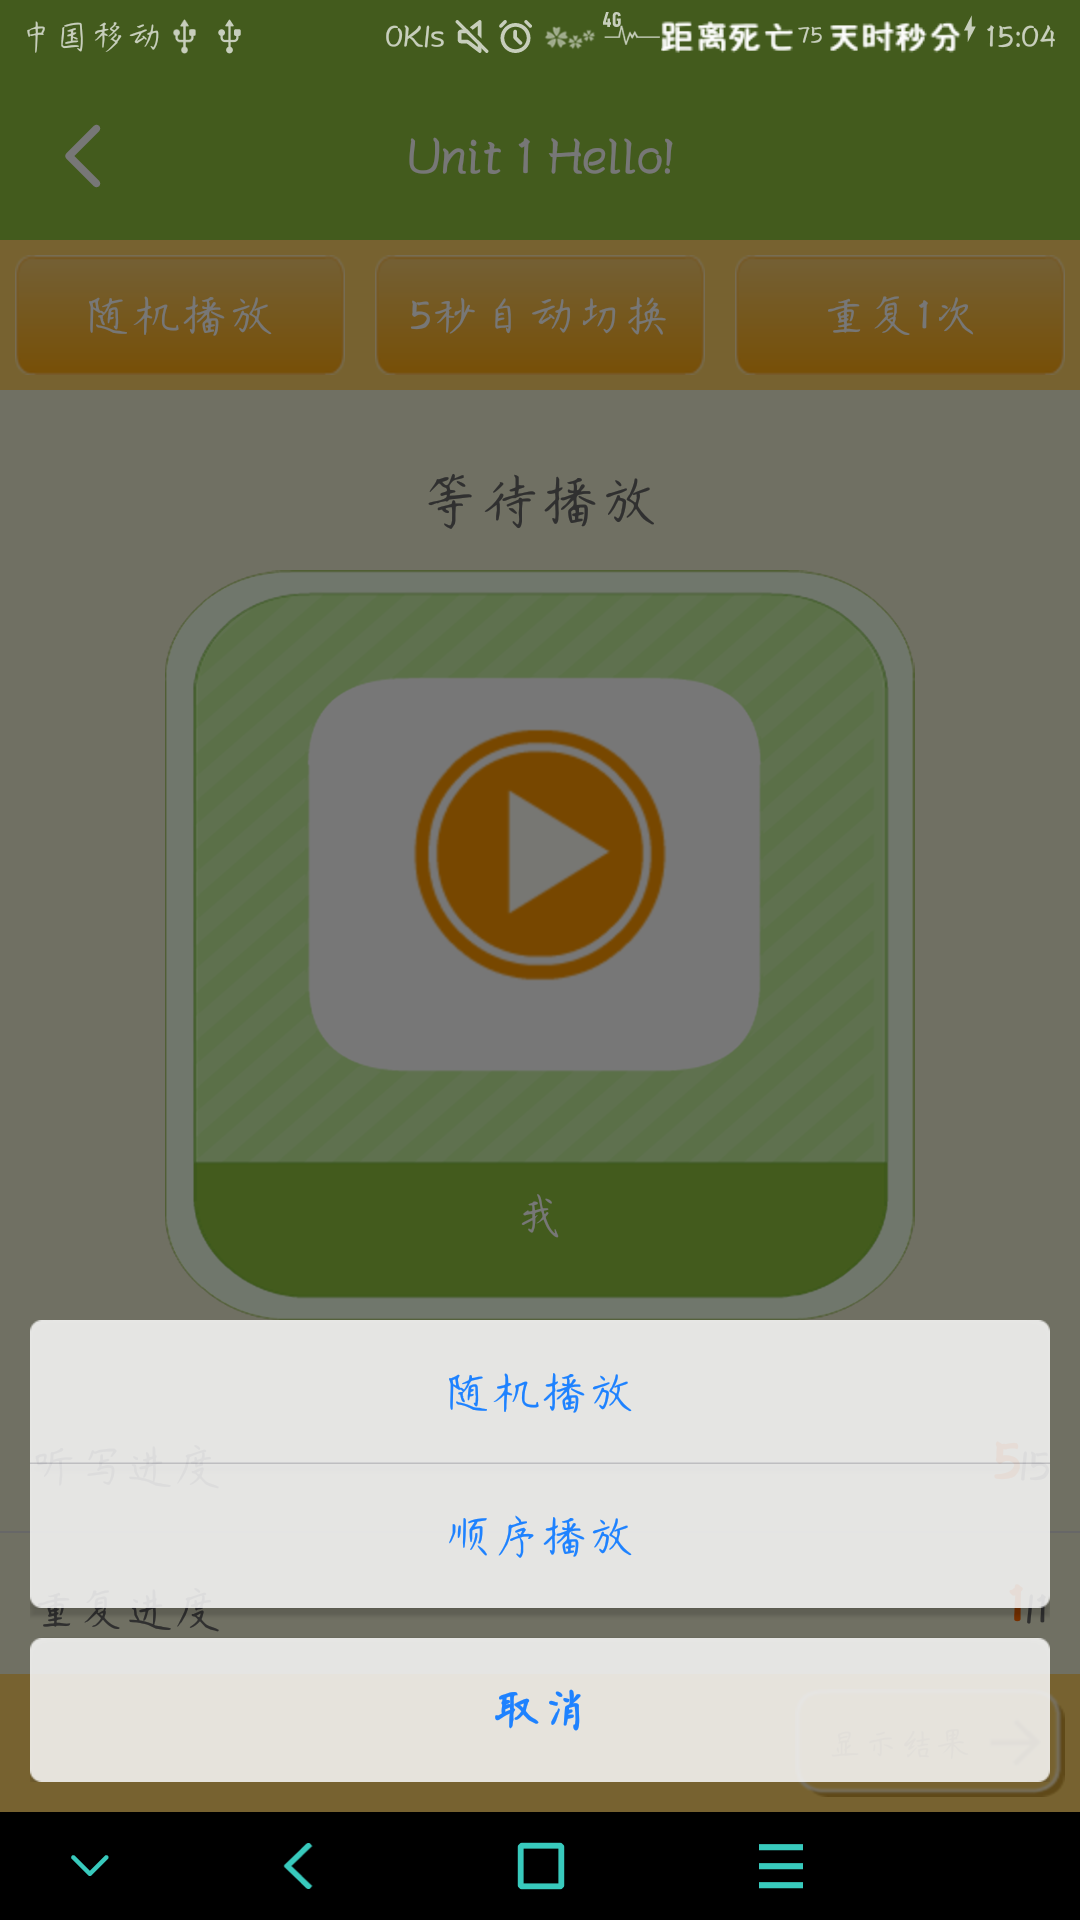 中国移动 0K/s 4G 距离死亡75天时秒分 15:04
Unit 1 Hello!
随机播放 5秒自动切换 重复1次
等待播放
我
随机播放
听写进度 5/5
顺序播放
重复进度 1/1
取消
显示结果